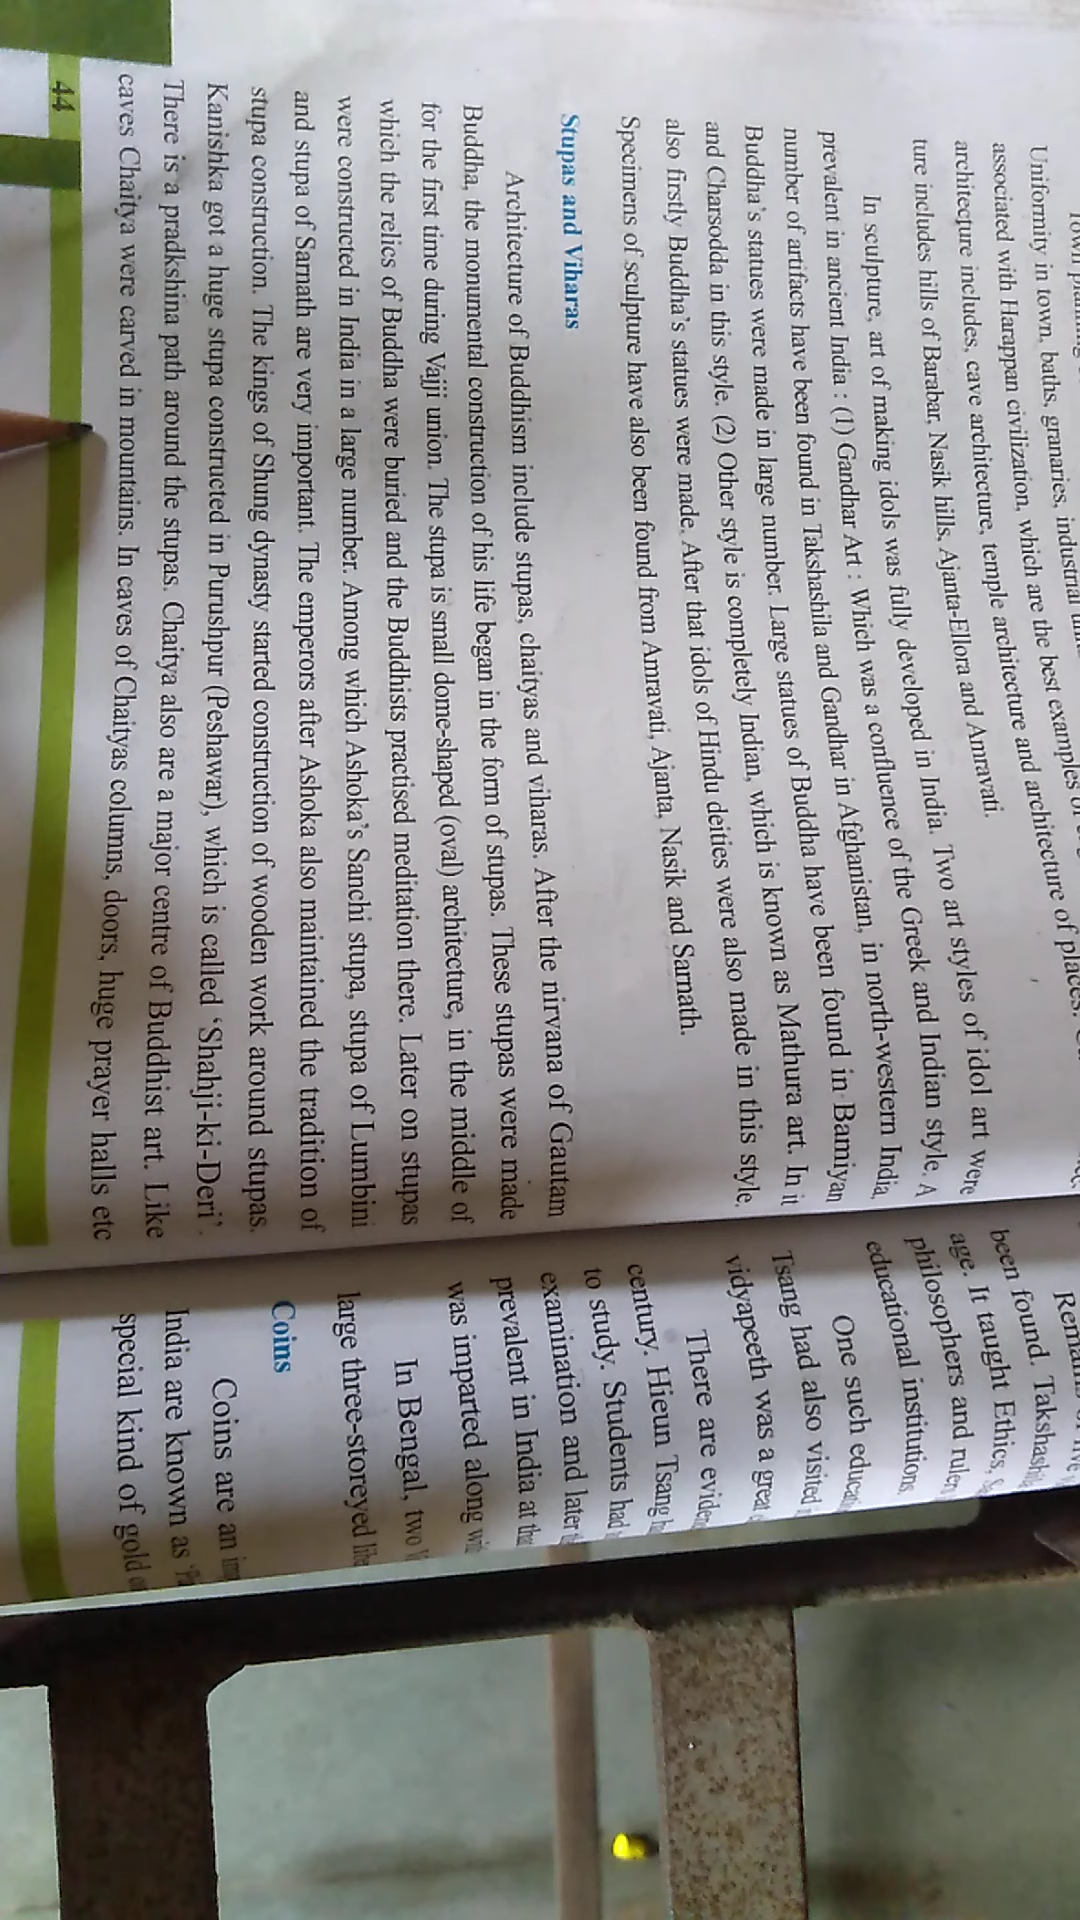 Uniformity in town, baths, granaries, industrial
associated with Harappan civilization, which are the best examples of
architecture includes, cave architecture, temple architecture and architecture of places.
ture includes hills of Barabar, Nasik hills, Ajanta-Ellora and Amravati.
In sculpture, art of making idols was fully developed in India. Two art styles of idol art were
prevalent in ancient India : (1) Gandhar Art : Which was a confluence of the Greek and Indian style. A
number of artifacts have been found in Takshashila and Gandhar in Afghanistan, in north-western India,
Buddha's statues were made in large number. Large statues of Buddha have been found in Bamiyan
and Charsodda in this style. (2) Other style is completely Indian, which is known as Mathura art. In it
also firstly Buddha's statues were made. After that idols of Hindu deities were also made in this style.
Specimens of sculpture have also been found from Amravati, Ajanta, Nasik and Sarnath.
Stupas and Viharas
Architecture of Buddhism include stupas, chaityas and viharas. After the nirvana of Gautam
Buddha, the monumental construction of his life began in the form of stupas. These stupas were made
for the first time during Vajji union. The stupa is small dome-shaped (oval) architecture, in the middle of
which the relics of Buddha were buried and the Buddhists practised meditation there. Later on stupas
were constructed in India in a large number. Among which Ashoka's Sanchi stupa, stupa of Lumbini
and stupa of Sarnath are very important. The emperors after Ashoka also maintained the tradition of
stupa construction. The kings of Shung dynasty started construction of wooden work around stupas.
Kanishka got a huge stupa constructed in Purushpur (Peshawar), which is called 'Shahji-ki-Deri'.
There is a pradkshina path around the stupas. Chaitya also are a major centre of Buddhist art. Like
caves Chaitya were carved in mountains. In caves of Chaityas columns, doors, huge prayer halls etc
44
been found. Takshashila
age. It taught Ethics,
philosophers and rulers
educational institutions,
One such
Tsang had also visited
vidyapeeth was a great
There are
century. Hieun Tsang
to study. Students had
examination and later
prevalent in India at
was imparted along
In Bengal, two
large three-storeyed
Coins
Coins are an
India are known as
special kind of gold